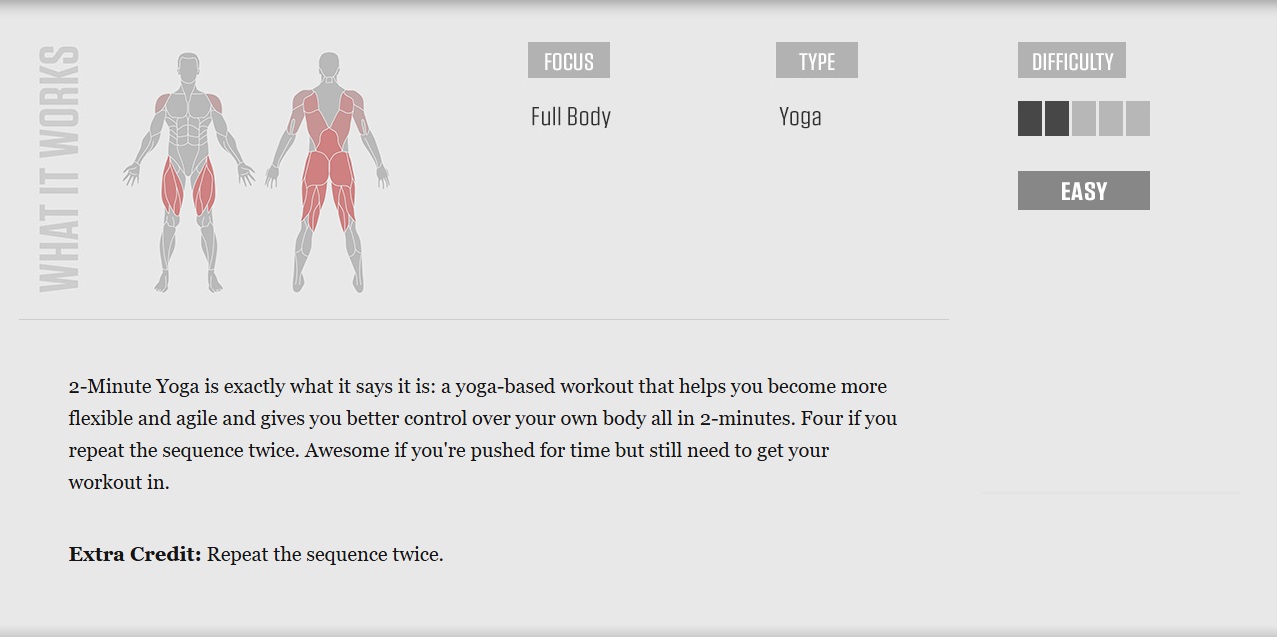 WHAT IT WORKS
FOCUS
Full Body
TYPE
Yoga
DIFFICULTY
EASY
2-Minute Yoga is exactly what it says it is: a yoga-based workout that helps you become more
flexible and agile and gives you better control over your own body all in 2-minutes. Four if you
repeat the sequence twice. Awesome if you're pushed for time but still need to get your
workout in.
Extra Credit: Repeat the sequence twice.